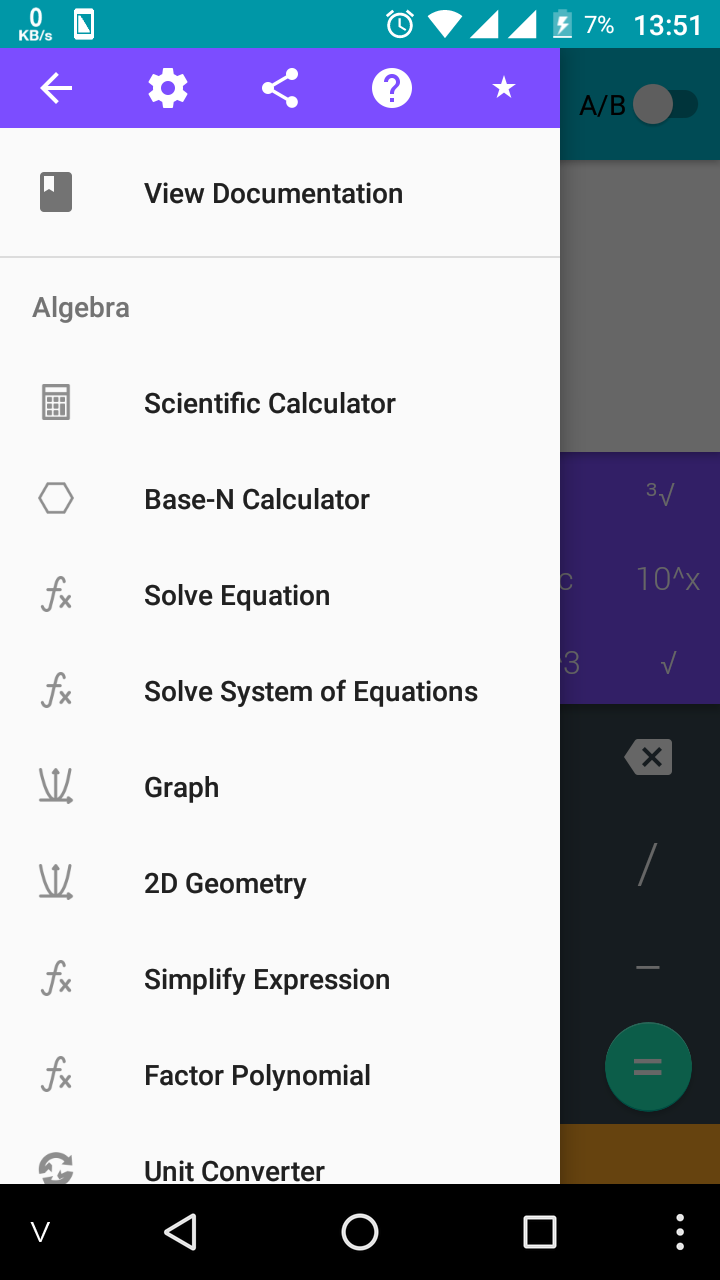 0
KB/s
7%
13:51
A/B
View Documentation
Algebra
Scientific Calculator
Base-N Calculator
Solve Equation
Solve System of Equations
Graph
2D Geometry
Simplify Expression
Factor Polynomial
Unit Converter
³√
c
10^x
3
√
/
−
=